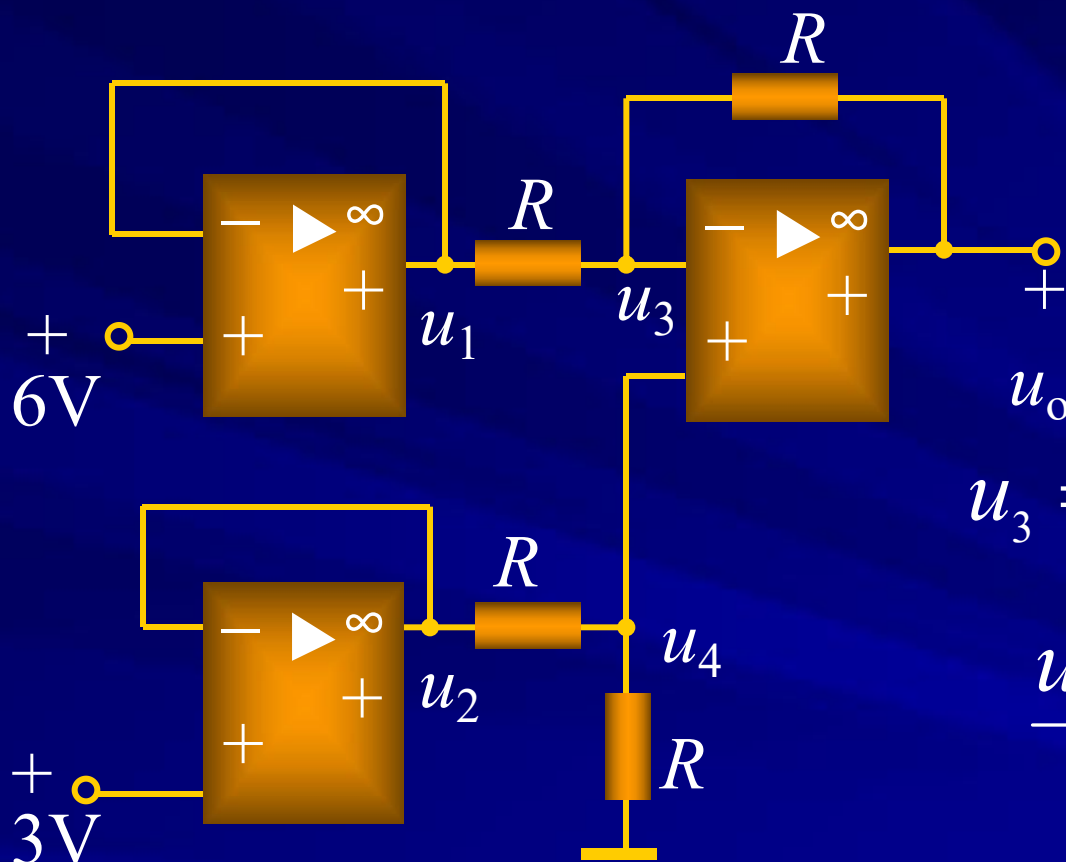 R
− ▷ ∞
+
+
R
u₁
+
6V
u₃
− ▷ ∞
+
+
+
uₒ
u₃
− ▷ ∞
+
+
R
u₂
+
3V
u₄
R